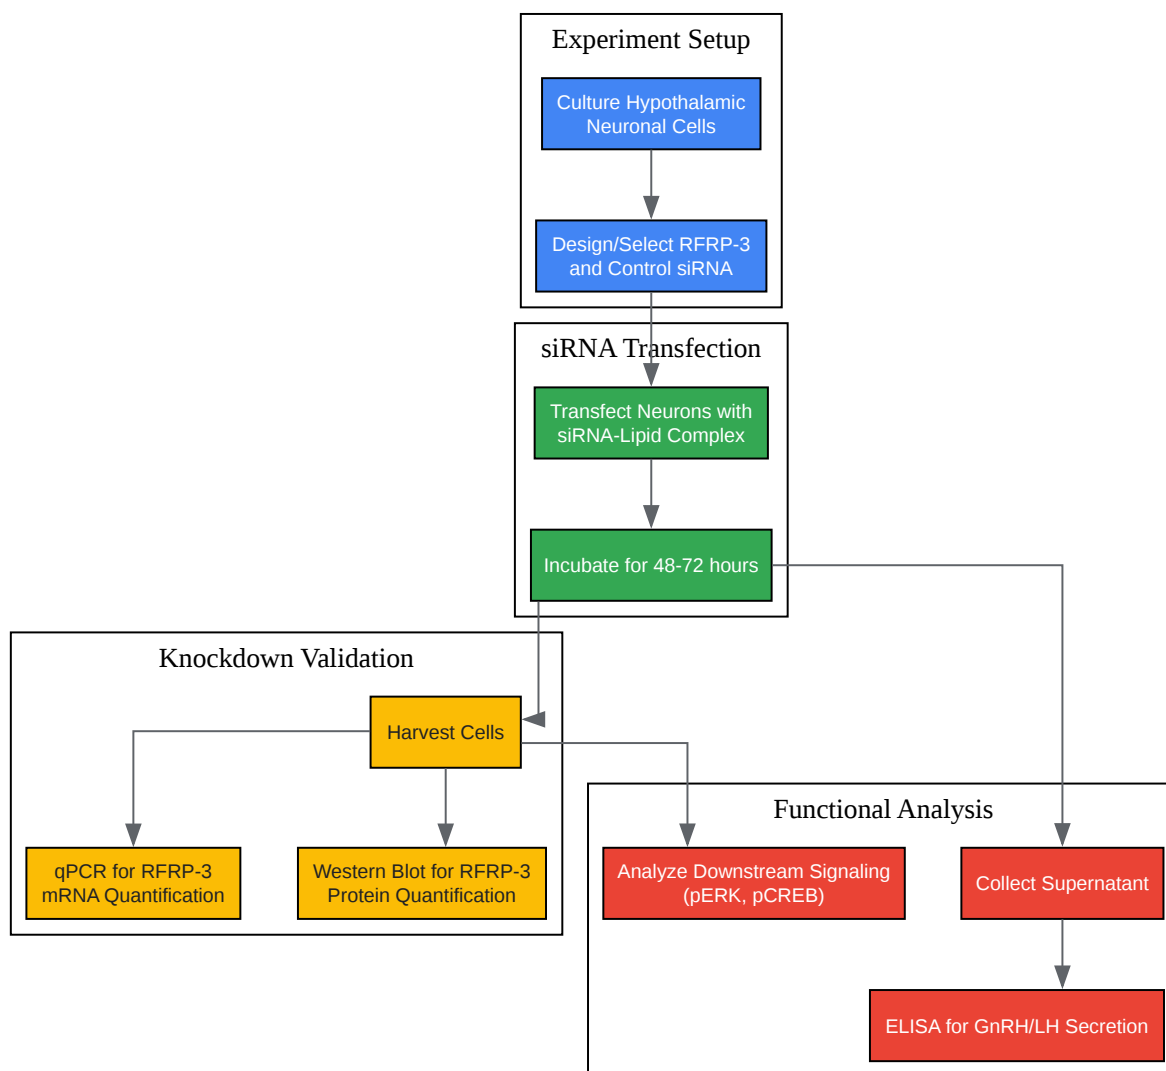 Experiment Setup
Culture Hypothalamic
Neuronal Cells
Design/Select RFRP-3
and Control siRNA
siRNA Transfection
Transfect Neurons with
siRNA-Lipid Complex
Incubate for 48-72 hours
Knockdown Validation
Harvest Cells
qPCR for RFRP-3
mRNA Quantification
Western Blot for RFRP-3
Protein Quantification
Functional Analysis
Analyze Downstream Signaling
(pERK, pCREB)
Collect Supernatant
ELISA for GnRH/LH Secretion